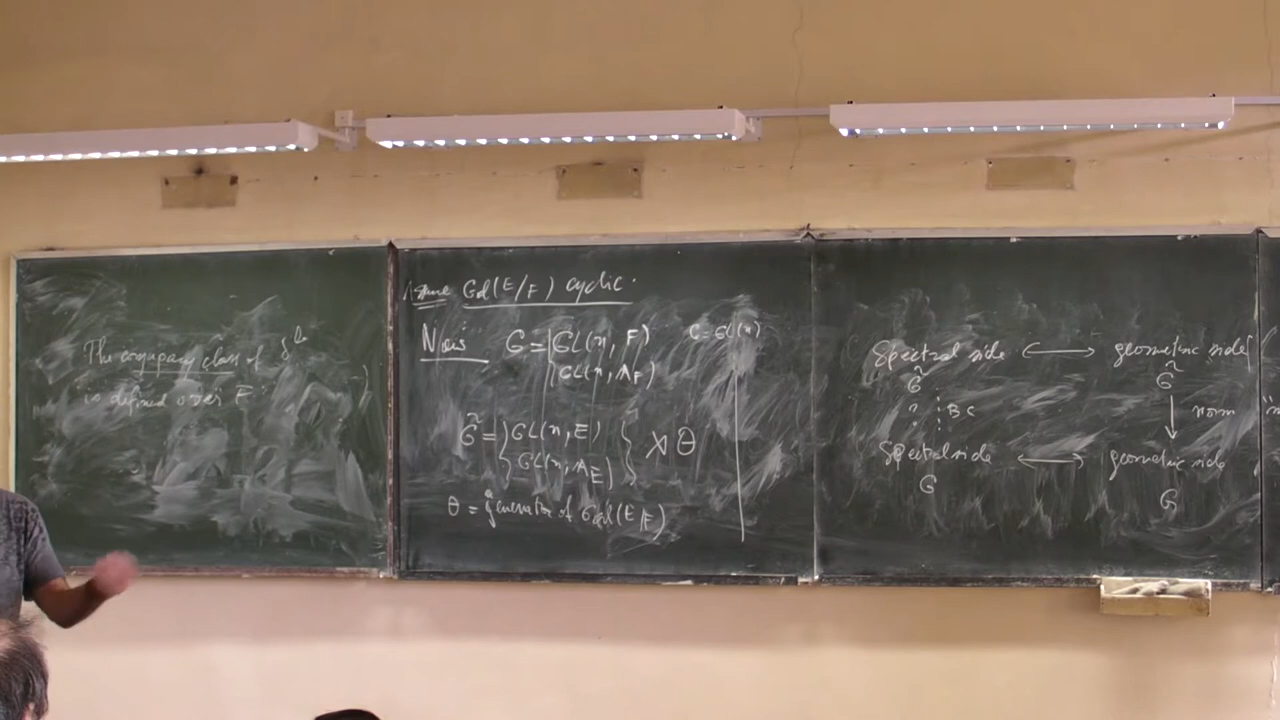 The conjugacy class of δˡ
is defined over F
Assume Gal(E/F) cyclic.
G = { GL(n, F)
GL(n, A_F)
G = GL(n)
G̃ = { GL(n, E)
GL(n, A_E) } ⋊ θ
θ = generator of Gal(E/F)
Spectral side ⟷ geometric side
G̃ G̃
BC norm
Spectral side ⟷ geometric side
G G